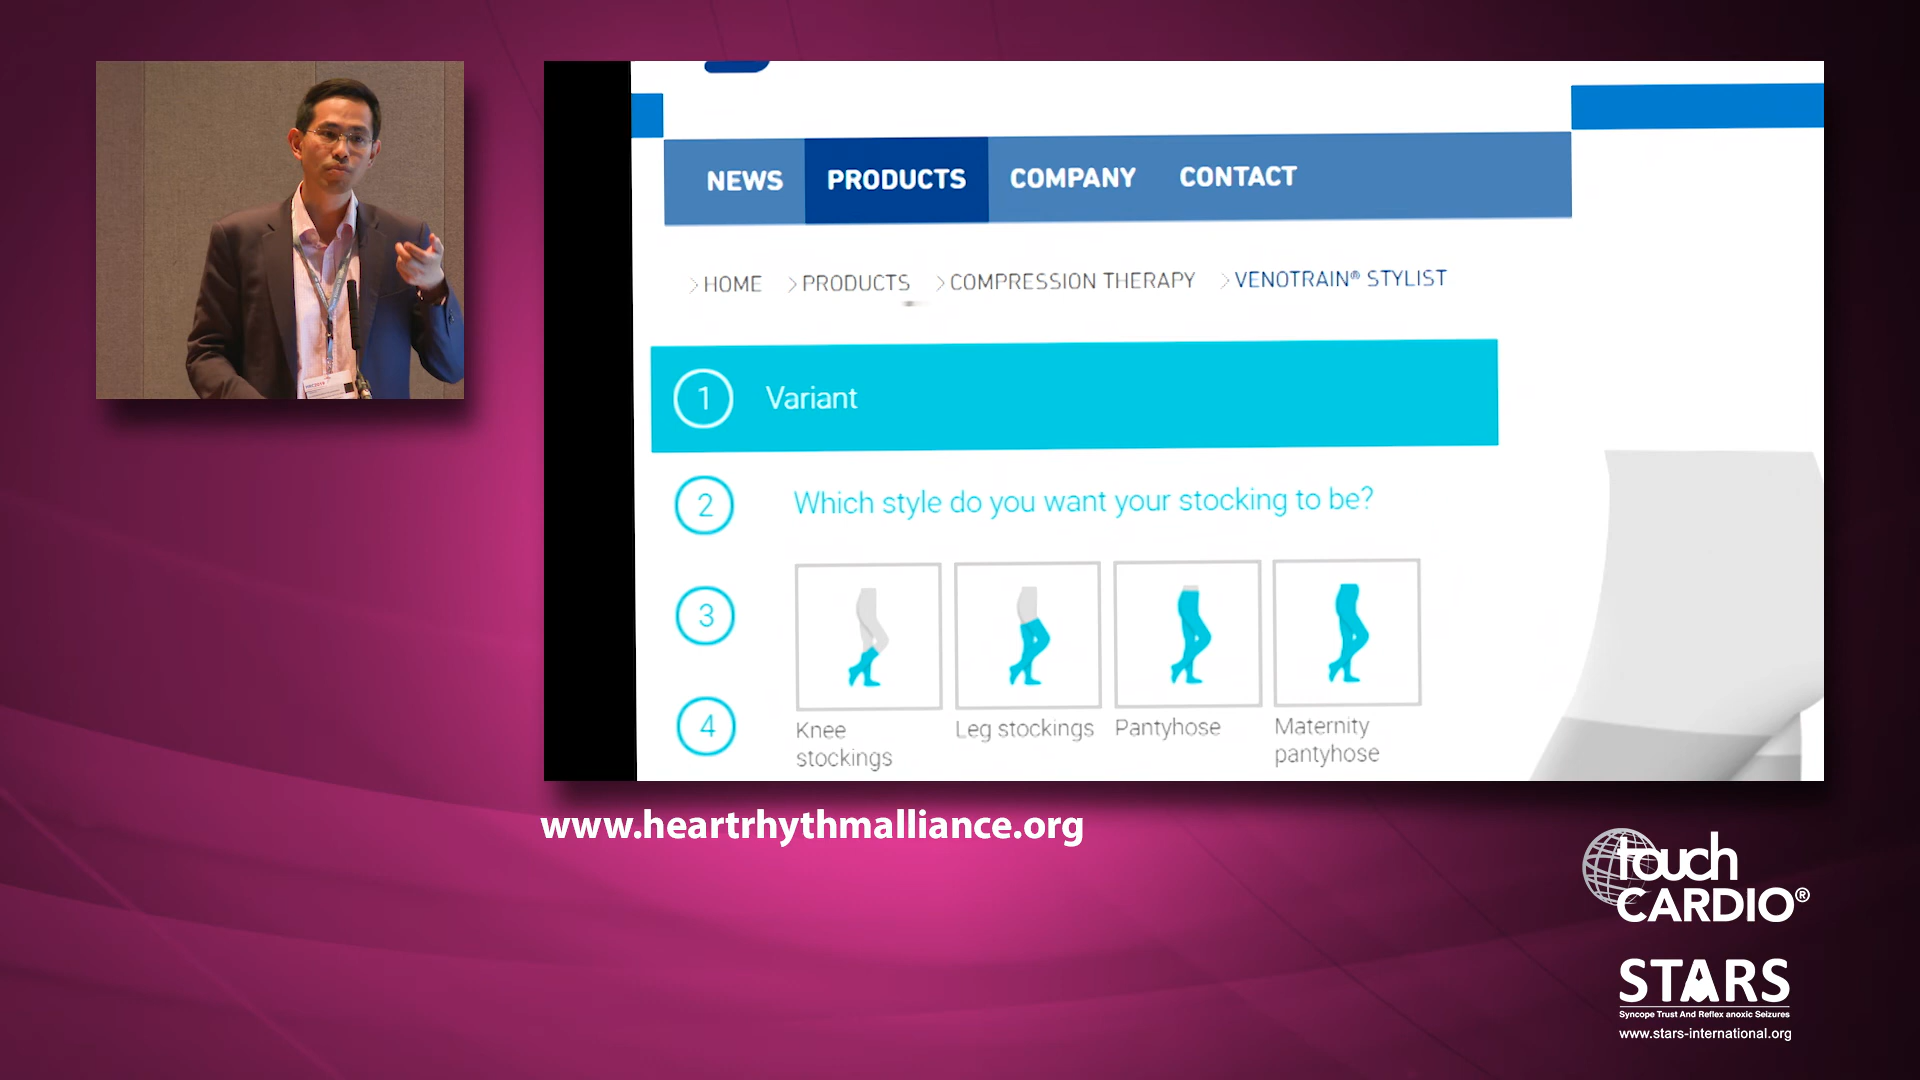 NEWS PRODUCTS COMPANY CONTACT
HOME PRODUCTS COMPRESSION THERAPY VENOTRAIN® STYLIST
1 Variant
2 Which style do you want your stocking to be?
3
4
Knee
stockings
Leg stockings
Pantyhose
Maternity
pantyhose
www.heartrhythmalliance.org
touch
CARDIO®
STARS
Syncope Trust And Reflex anoxic Seizures
www.stars-international.org